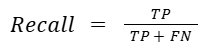 Recall = TP / (TP + FN)